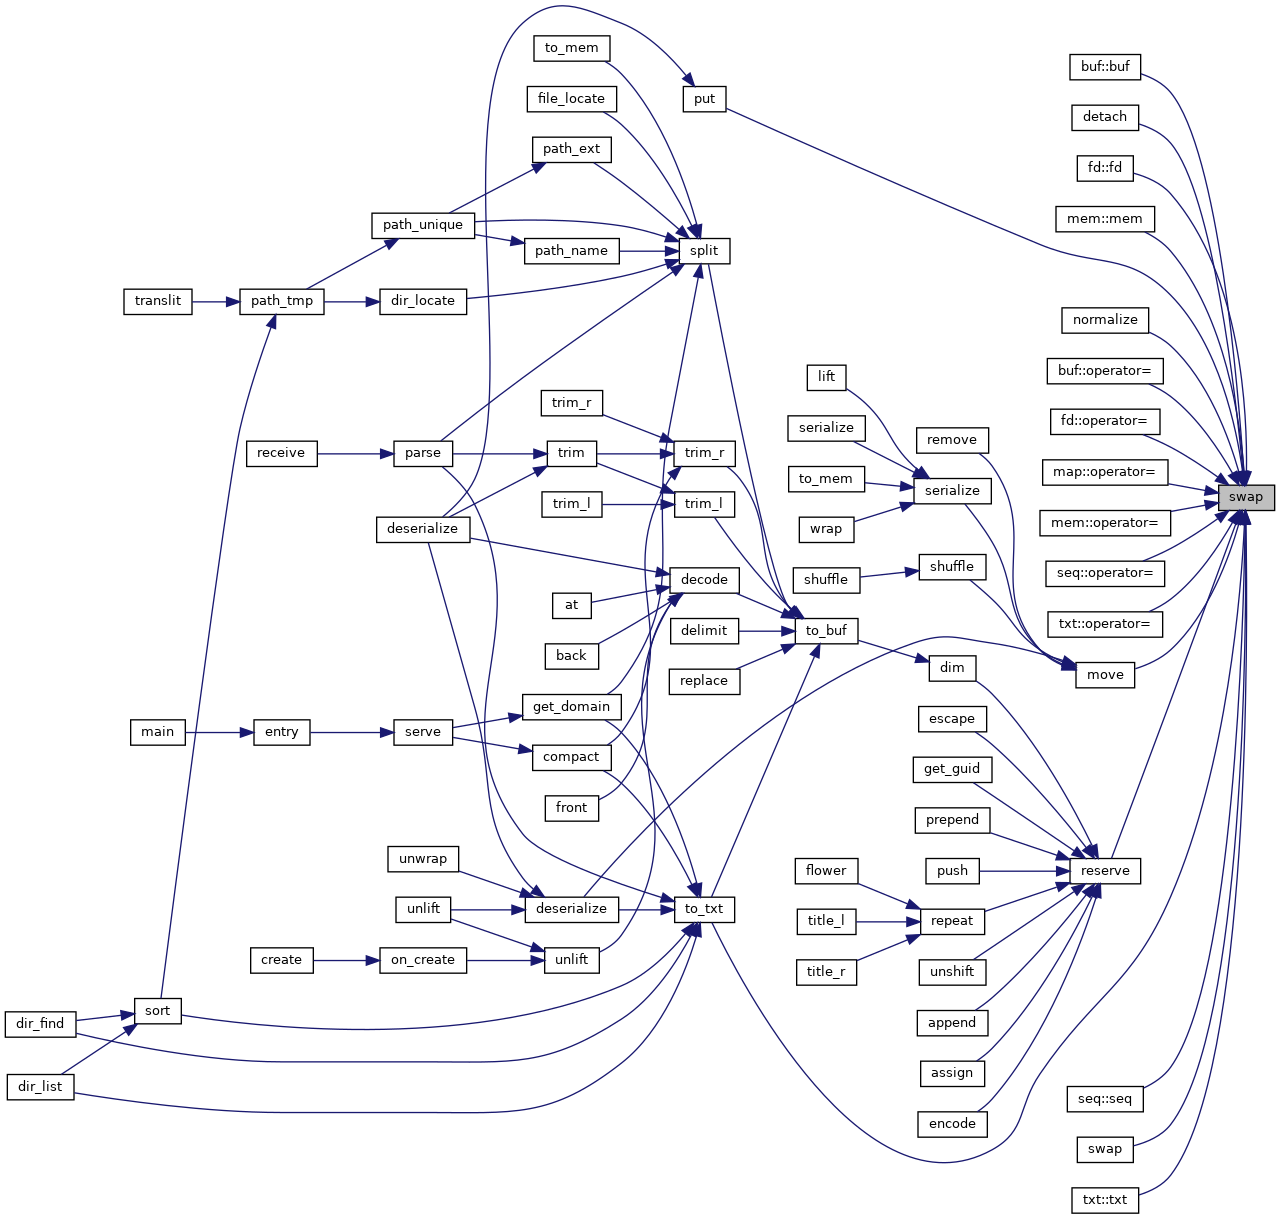 to_mem
file_locate
path_ext
put
path_unique
path_name
split
translit
path_tmp
dir_locate
trim_r
receive
parse
trim
trim_r
trim_l
trim_l
deserialize
decode
at
delimit
to_buf
back
replace
get_domain
main
entry
serve
compact
front
unwrap
unlift
deserialize
to_txt
create
on_create
unlift
sort
dir_find
dir_list
lift
serialize
to_mem
wrap
remove
serialize
shuffle
shuffle
dim
escape
get_guid
prepend
push
flower
title_l
title_r
repeat
unshift
append
assign
encode
buf::buf
detach
fd::fd
mem::mem
normalize
buf::operator=
fd::operator=
map::operator=
mem::operator=
seq::operator=
txt::operator=
move
reserve
seq::seq
swap
txt::txt
swap